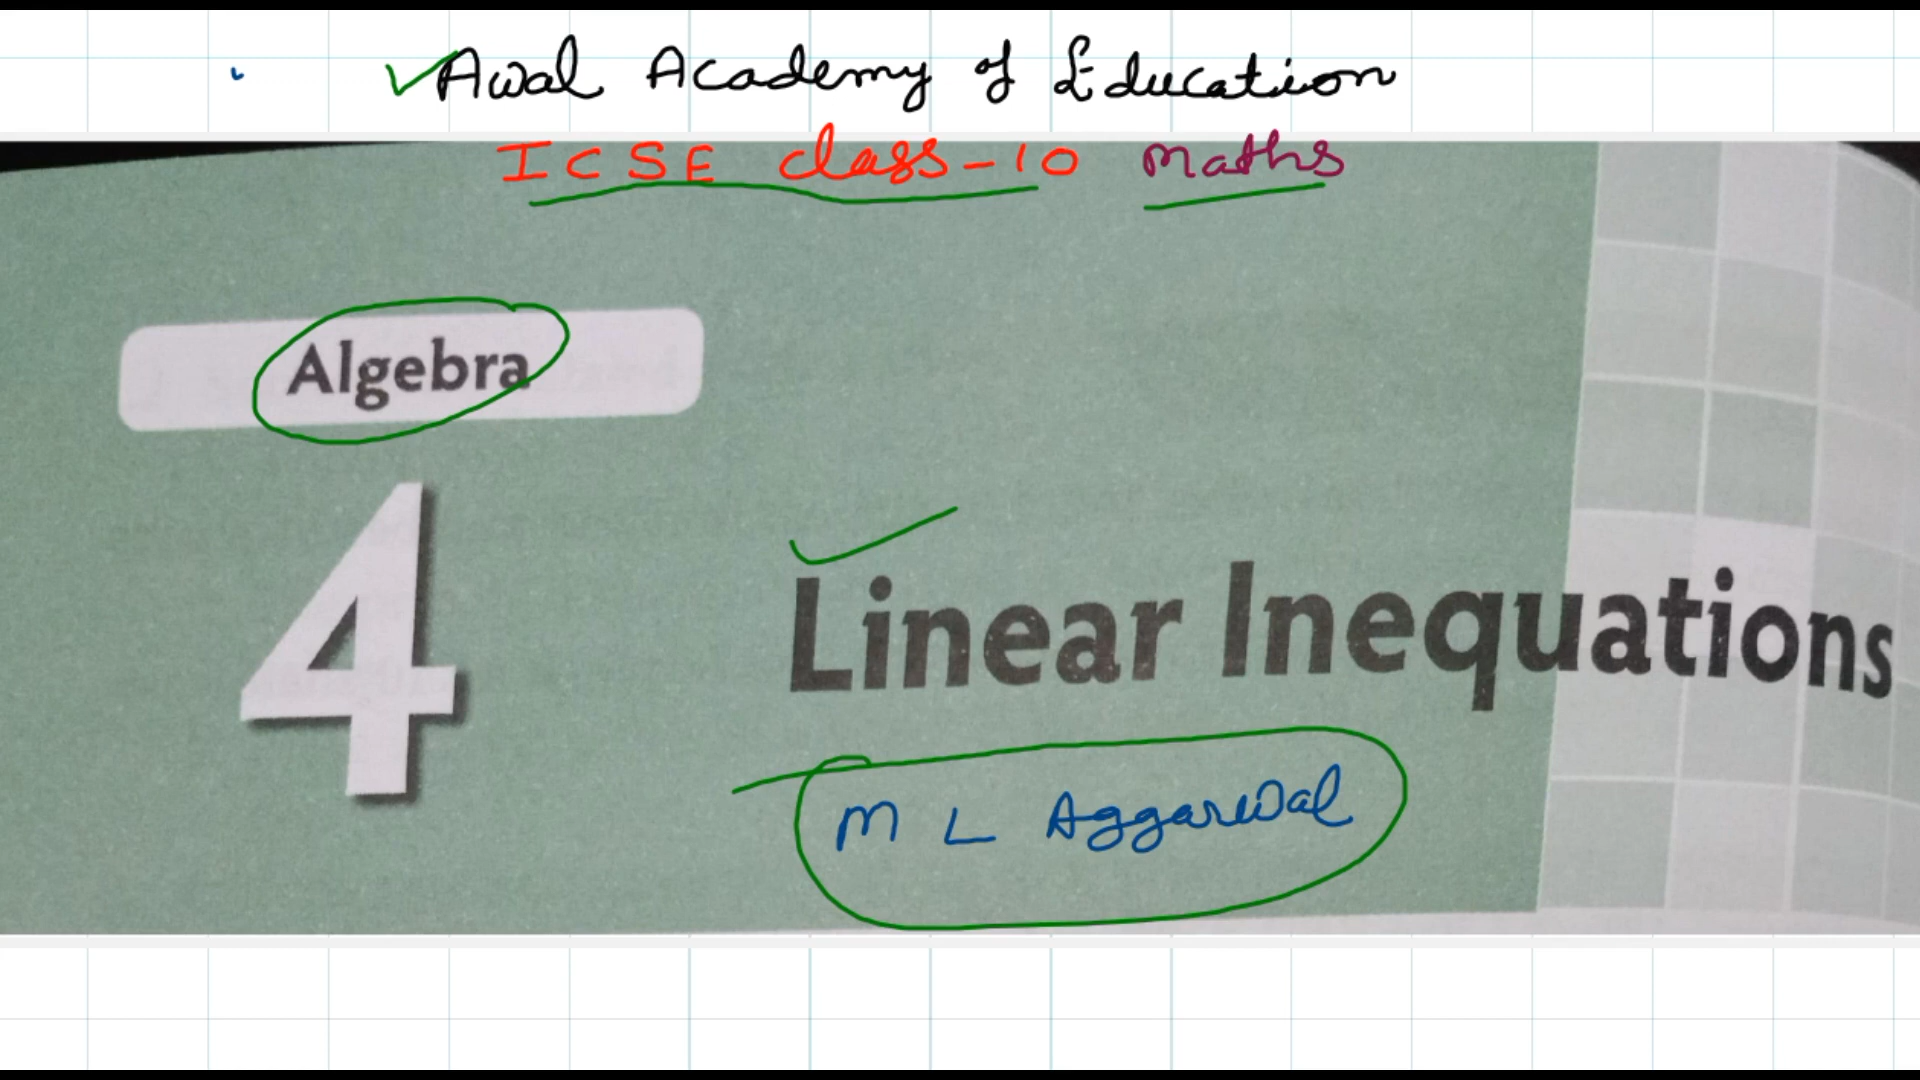 Awal Academy of Education
ICSE class-10 Maths
Algebra
4
Linear Inequations
M L Aggarwal